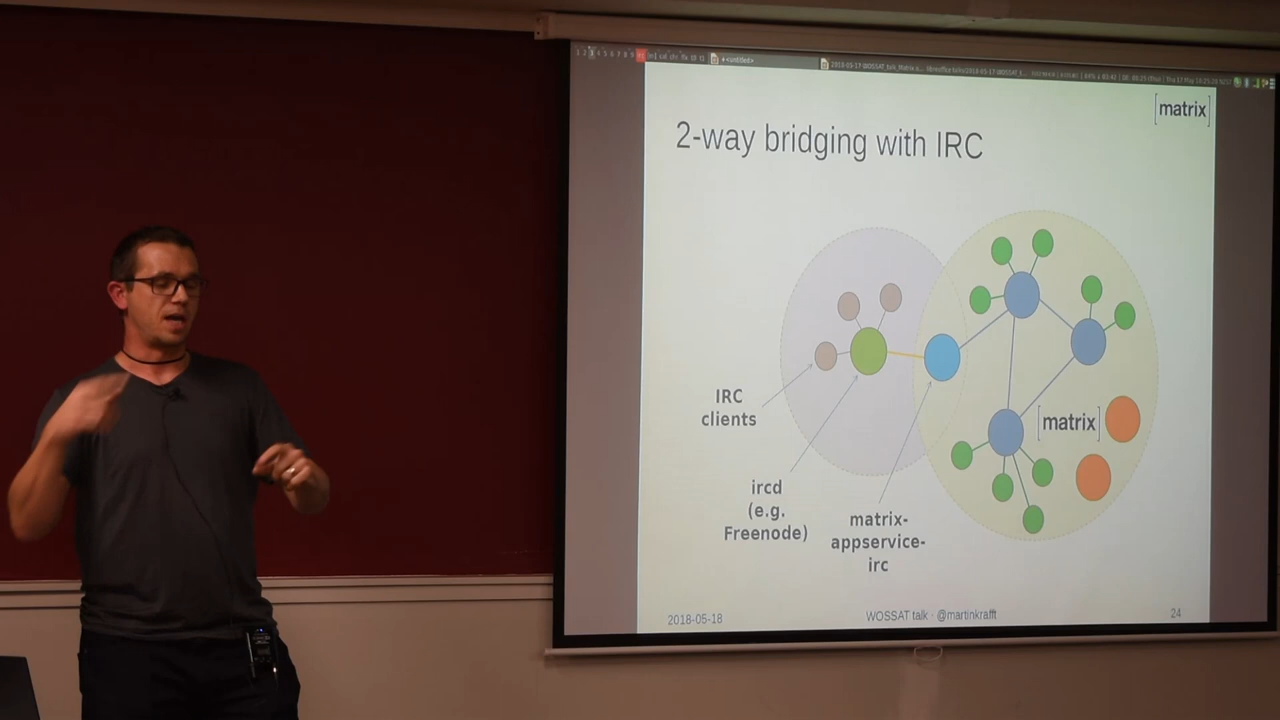 <untitled>
[matrix]
2-way bridging with IRC
IRC
clients
[matrix]
ircd
(e.g.
Freenode)
matrix-
appservice-
irc
2018-05-18
WOSSAT talk · @martinkrafft
24